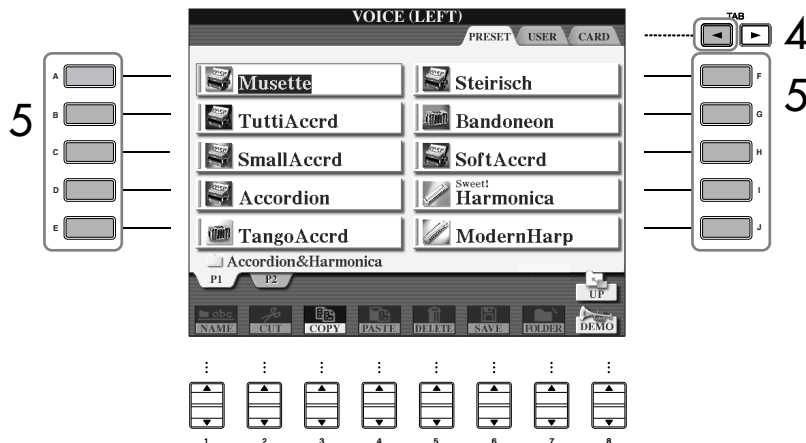 VOICE (LEFT)
PRESET USER CARD
TAB
4
5
5
A
B
C
D
E
F
G
H
I
J
Musette
TuttiAccrd
SmallAccrd
Accordion
TangoAccrd
Steirisch
Bandoneon
SoftAccrd
Sweet!
Harmonica
ModernHarp
Accordion&Harmonica
P1 P2
UP
abc
NAME CUT COPY PASTE DELETE SAVE FOLDER DEMO
1 2 3 4 5 6 7 8